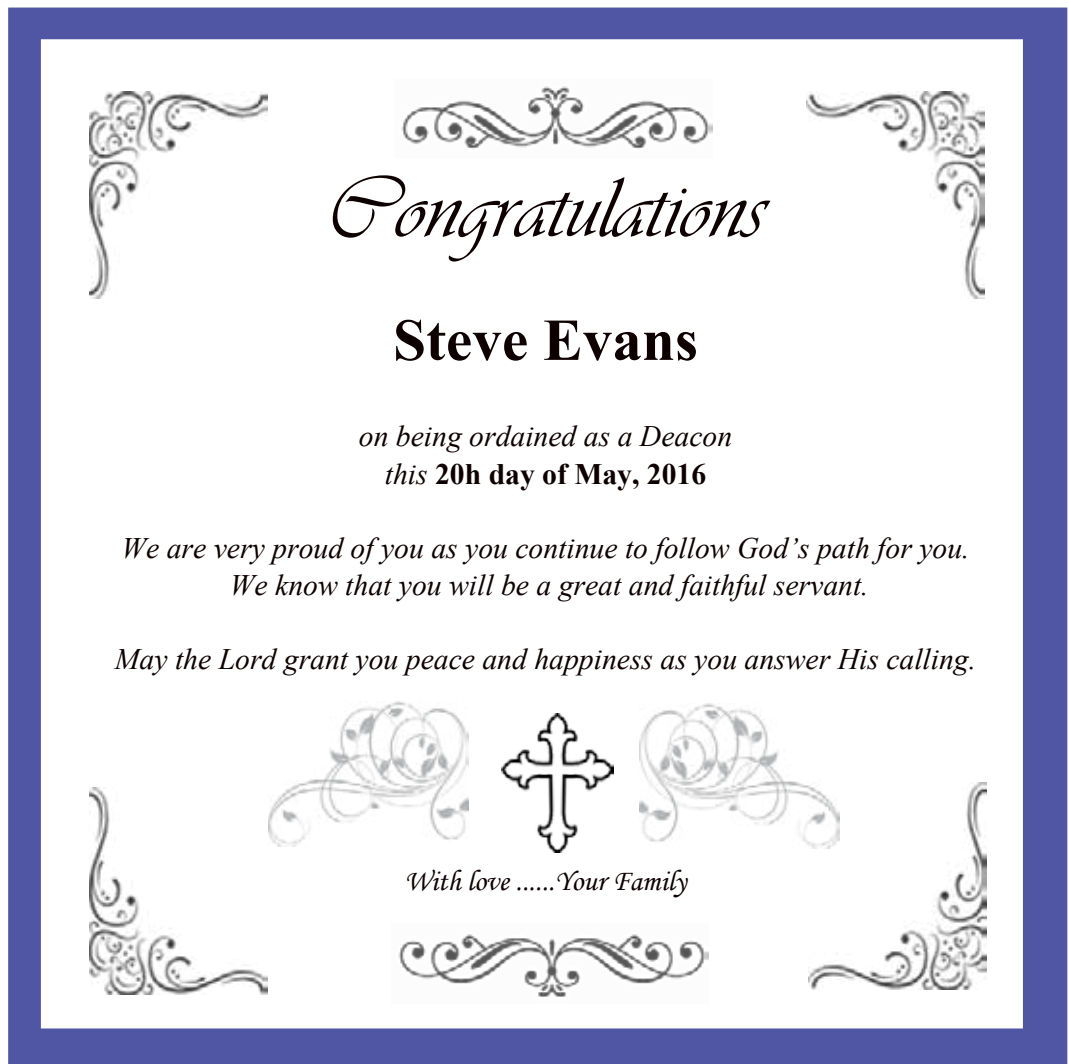 Congratulations
Steve Evans
on being ordained as a Deacon
this 20h day of May, 2016
We are very proud of you as you continue to follow God’s path for you.
We know that you will be a great and faithful servant.
May the Lord grant you peace and happiness as you answer His calling.
With love ......Your Family